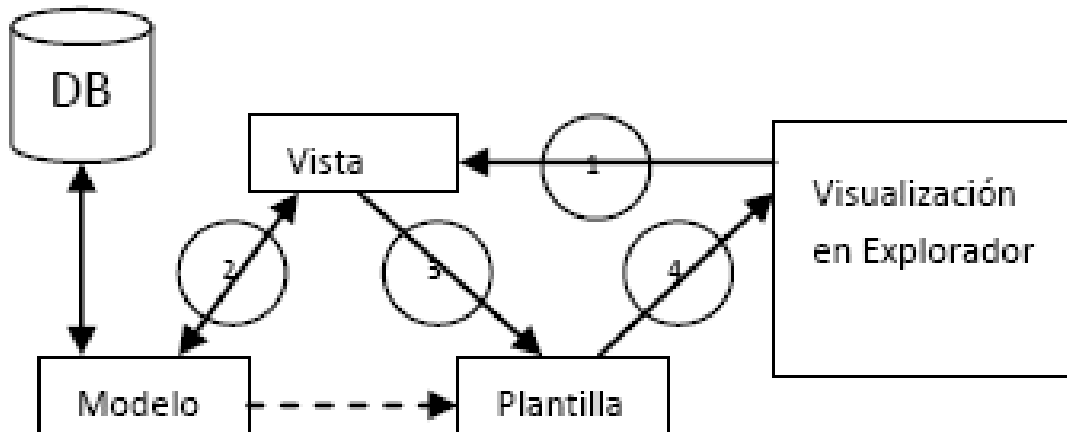 DB
Vista
1
Visualización
en Explorador
2
3
4
Modelo
Plantilla